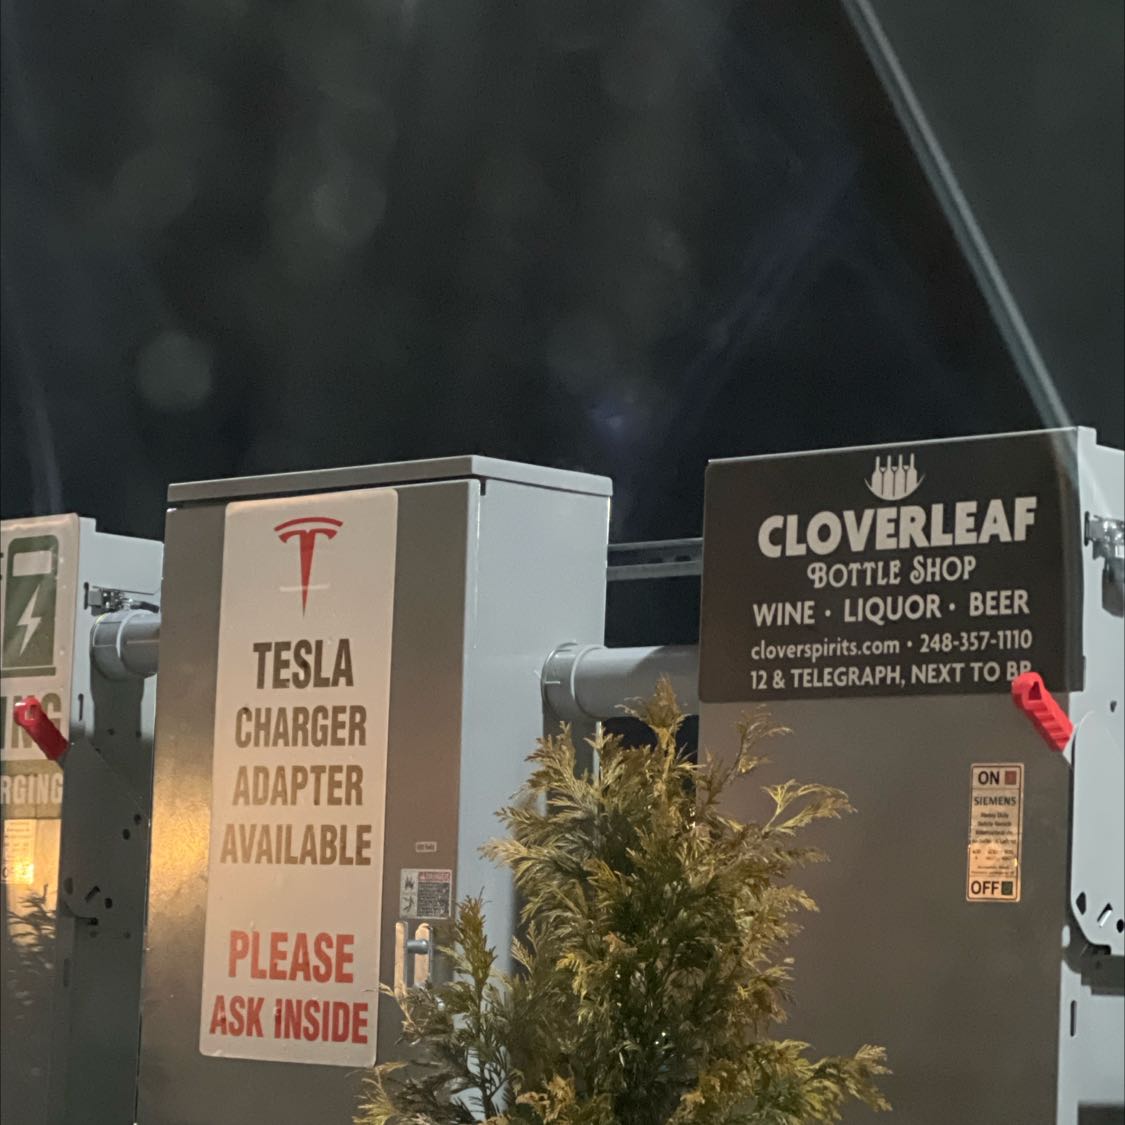 TESLA
CHARGER
ADAPTER
AVAILABLE
PLEASE
ASK INSIDE
CLOVERLEAF
BOTTLE SHOP
WINE • LIQUOR • BEER
cloverspirits.com • 248-357-1110
12 & TELEGRAPH, NEXT TO BP
ON
SIEMENS
OFF